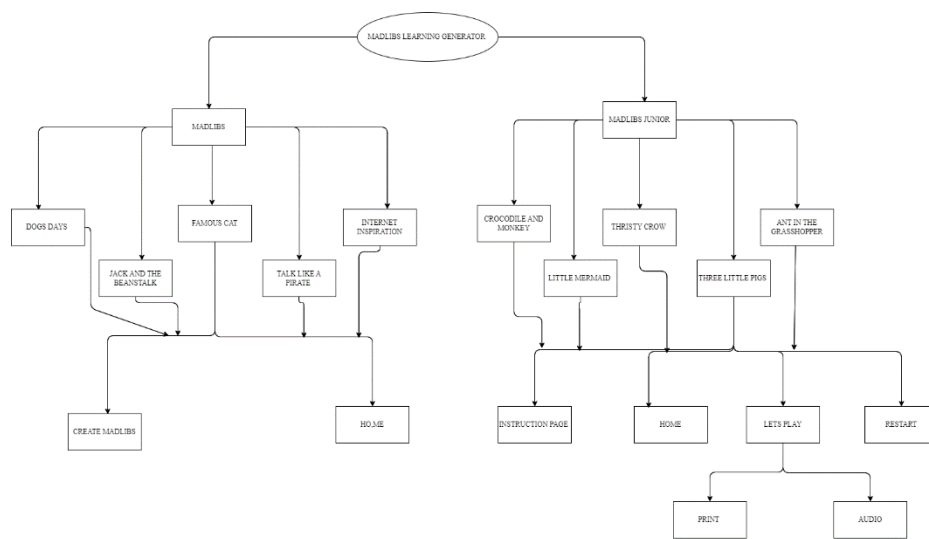 MADLIBS LEARNING GENERATOR
MADLIBS
MADLIBS JUNIOR
DOGS DAYS
FAMOUS CAT
INTERNET
INSPIRATION
CROCODILE AND
MONKEY
THRISTY CROW
ANT IN THE
GRASSHOPPER
JACK AND THE
BEANSTALK
TALK LIKE A
PIRATE
LITTLE MERMAID
THREE LITTLE PIGS
CREATE MADLIBS
HO,ME
INSTRUCTION PAGE
HOME
LETS PLAY
RESTART
PRINT
AUDIO